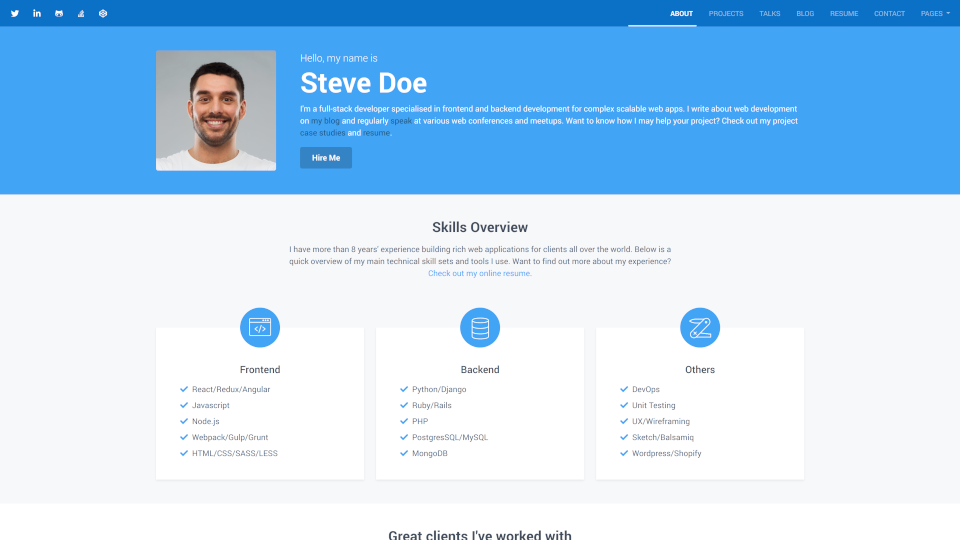 ABOUT PROJECTS TALKS BLOG RESUME CONTACT PAGES
Hello, my name is
Steve Doe
I'm a full-stack developer specialised in frontend and backend development for complex scalable web apps. I write about web development
on my blog and regularly speak at various web conferences and meetups. Want to know how I may help your project? Check out my project
case studies and resume.
Hire Me
Skills Overview
I have more than 8 years' experience building rich web applications for clients all over the world. Below is a
quick overview of my main technical skill sets and tools I use. Want to find out more about my experience?
Check out my online resume.
Frontend
React/Redux/Angular
Javascript
Node.js
Webpack/Gulp/Grunt
HTML/CSS/SASS/LESS
Backend
Python/Django
Ruby/Rails
PHP
PostgresSQL/MySQL
MongoDB
Others
DevOps
Unit Testing
UX/Wireframing
Sketch/Balsamiq
Wordpress/Shopify
Great clients I've worked with